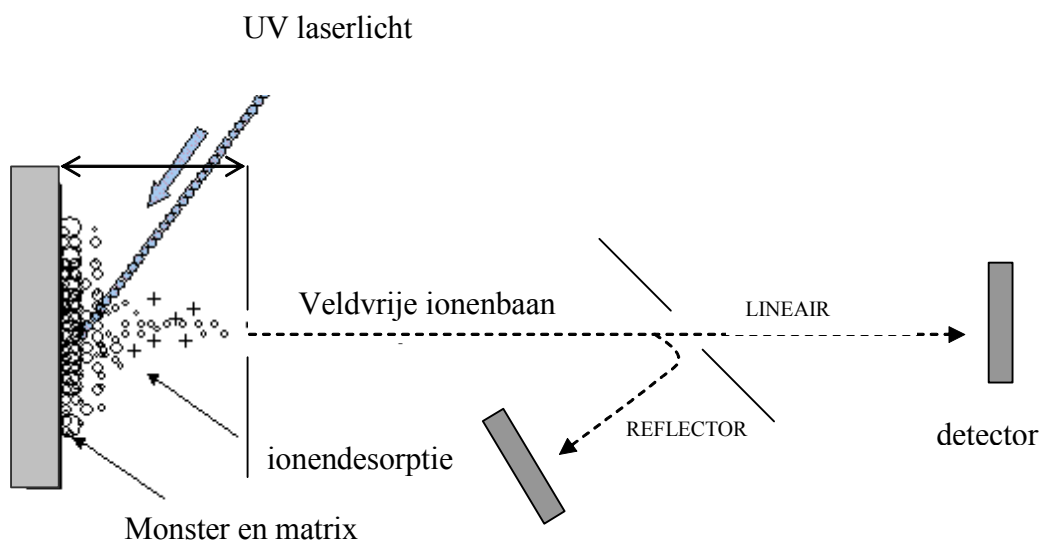 UV laserlicht
Veldvrije ionenbaan
LINEAIR
REFLECTOR
detector
ionendesorptie
Monster en matrix